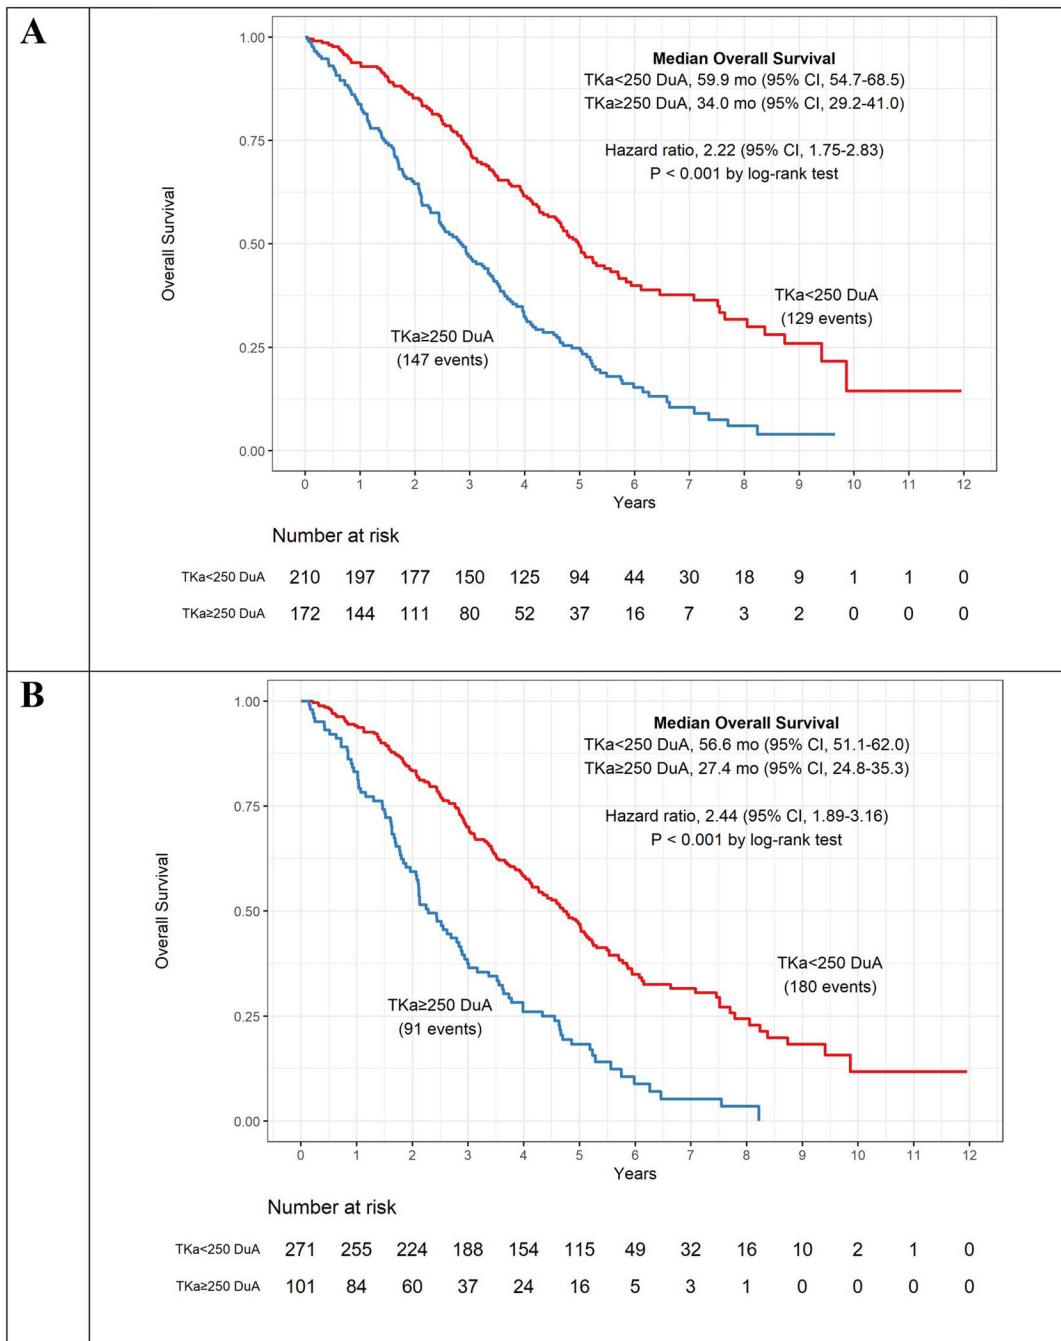 A
1.00
0.75
0.50
0.25
0.00
Overall Survival
Median Overall Survival
TKa<250 DuA, 59.9 mo (95% CI, 54.7-68.5)
TKa≥250 DuA, 34.0 mo (95% CI, 29.2-41.0)
Hazard ratio, 2.22 (95% CI, 1.75-2.83)
P < 0.001 by log-rank test
TKa<250 DuA
(129 events)
TKa≥250 DuA
(147 events)
0 1 2 3 4 5 6 7 8 9 10 11 12
Years
Number at risk
TKa<250 DuA 210 197 177 150 125 94 44 30 18 9 1 1 0
TKa≥250 DuA 172 144 111 80 52 37 16 7 3 2 0 0 0
B
1.00
0.75
0.50
0.25
0.00
Overall Survival
Median Overall Survival
TKa<250 DuA, 56.6 mo (95% CI, 51.1-62.0)
TKa≥250 DuA, 27.4 mo (95% CI, 24.8-35.3)
Hazard ratio, 2.44 (95% CI, 1.89-3.16)
P < 0.001 by log-rank test
TKa<250 DuA
(180 events)
TKa≥250 DuA
(91 events)
0 1 2 3 4 5 6 7 8 9 10 11 12
Years
Number at risk
TKa<250 DuA 271 255 224 188 154 115 49 32 16 10 2 1 0
TKa≥250 DuA 101 84 60 37 24 16 5 3 1 0 0 0 0